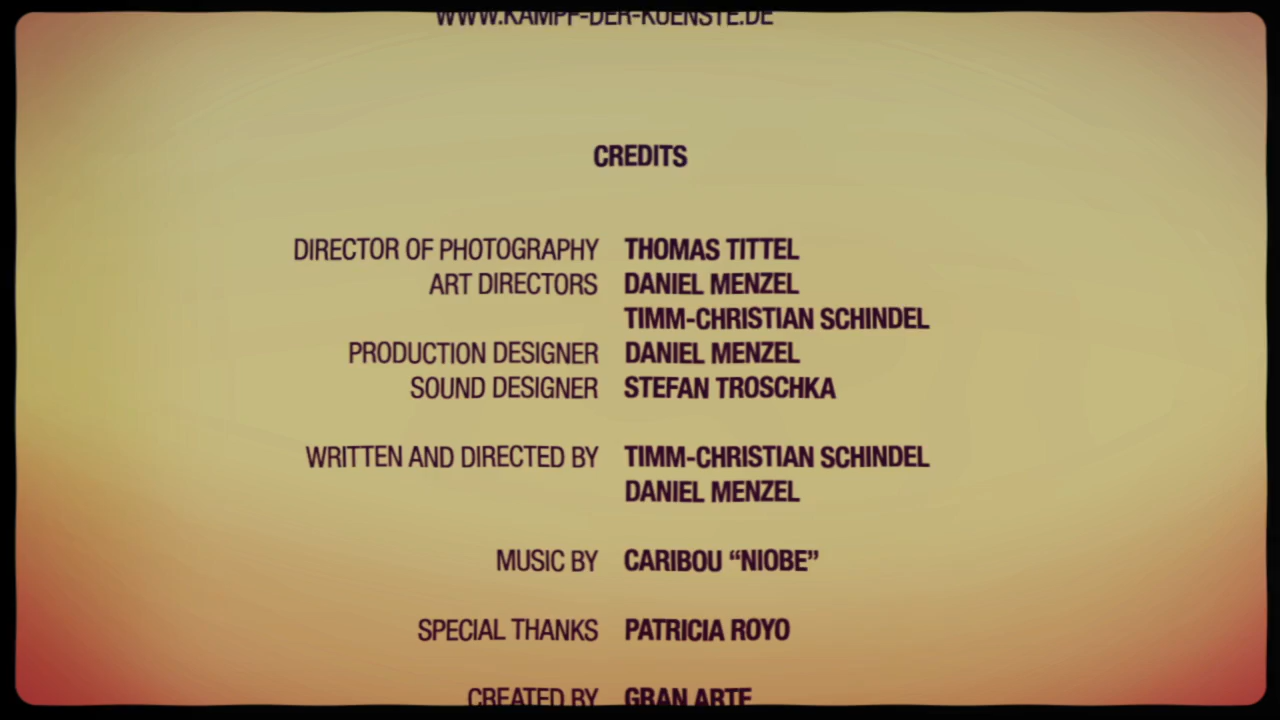 WWW.KAMPF-DER-KUENSTE.DE
CREDITS
DIRECTOR OF PHOTOGRAPHY THOMAS TITTEL
ART DIRECTORS DANIEL MENZEL
TIMM-CHRISTIAN SCHINDEL
PRODUCTION DESIGNER DANIEL MENZEL
SOUND DESIGNER STEFAN TROSCHKA
WRITTEN AND DIRECTED BY TIMM-CHRISTIAN SCHINDEL
DANIEL MENZEL
MUSIC BY CARIBOU “NIOBE”
SPECIAL THANKS PATRICIA ROYO
CREATED BY GRAN ARTE